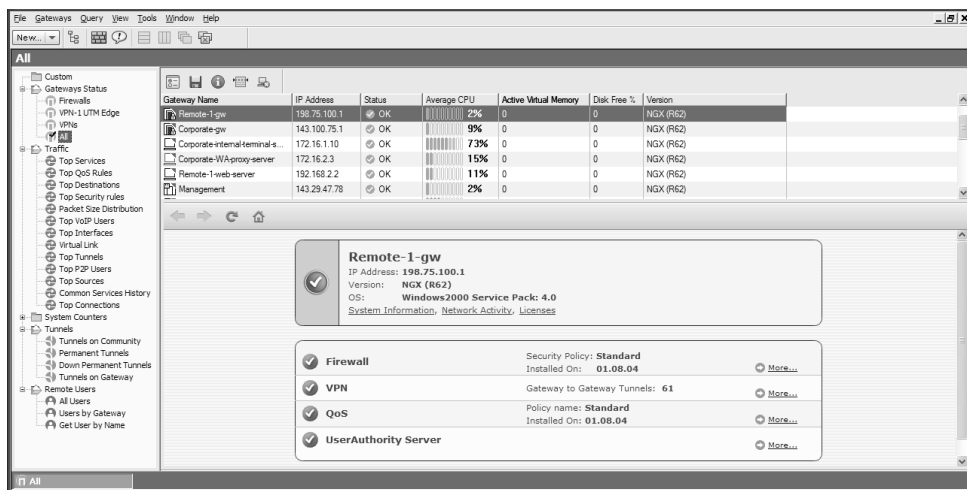 File Gateways Query View Tools Window Help
New...
All
Custom
Gateways Status
Firewalls
VPN-1 UTM Edge
VPNs
All
Traffic
Top Services
Top QoS Rules
Top Destinations
Top Security rules
Packet Size Distribution
Top VoIP Users
Top Interfaces
Virtual Link
Top Tunnels
Top P2P Users
Top Sources
Common Services History
Top Connections
System Counters
Tunnels
Tunnels on Community
Permanent Tunnels
Down Permanent Tunnels
Tunnels on Gateway
Remote Users
All Users
Users by Gateway
Get User by Name
Gateway Name IP Address Status Average CPU Active Virtual Memory Disk Free % Version
Remote-1-gw 198.75.100.1 OK 2% 0 0 NGX (R62)
Corporate-gw 143.100.75.1 OK 9% 0 0 NGX (R62)
Corporate-internal-terminal-s... 172.16.1.10 OK 73% 0 0 NGX (R62)
Corporate-WA-proxy-server 172.16.2.3 OK 15% 0 0 NGX (R62)
Remote-1-web-server 192.168.2.2 OK 11% 0 0 NGX (R62)
Management 143.29.47.78 OK 2% 0 0 NGX (R62)
Remote-1-gw
IP Address: 198.75.100.1
Version: NGX (R62)
OS: Windows2000 Service Pack: 4.0
System Information, Network Activity, Licenses
Firewall Security Policy: Standard
Installed On: 01.08.04 More...
VPN Gateway to Gateway Tunnels: 61 More...
QoS Policy name: Standard
Installed On: 01.08.04 More...
UserAuthority Server More...
All